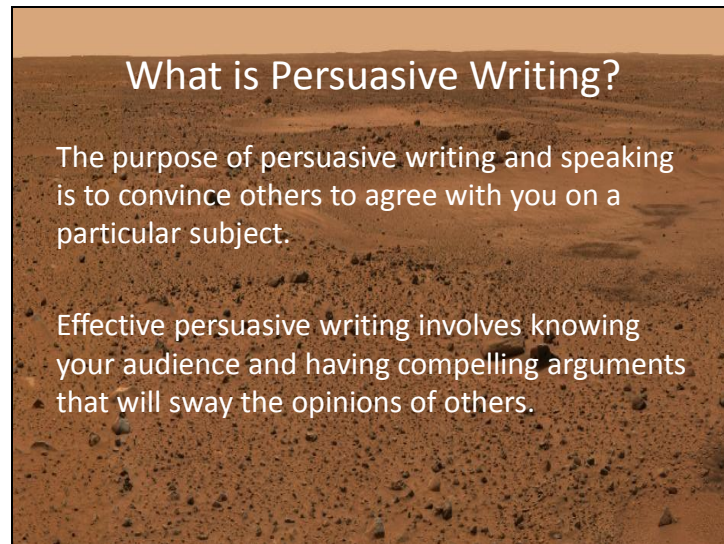 What is Persuasive Writing?
The purpose of persuasive writing and speaking
is to convince others to agree with you on a
particular subject.
Effective persuasive writing involves knowing
your audience and having compelling arguments
that will sway the opinions of others.